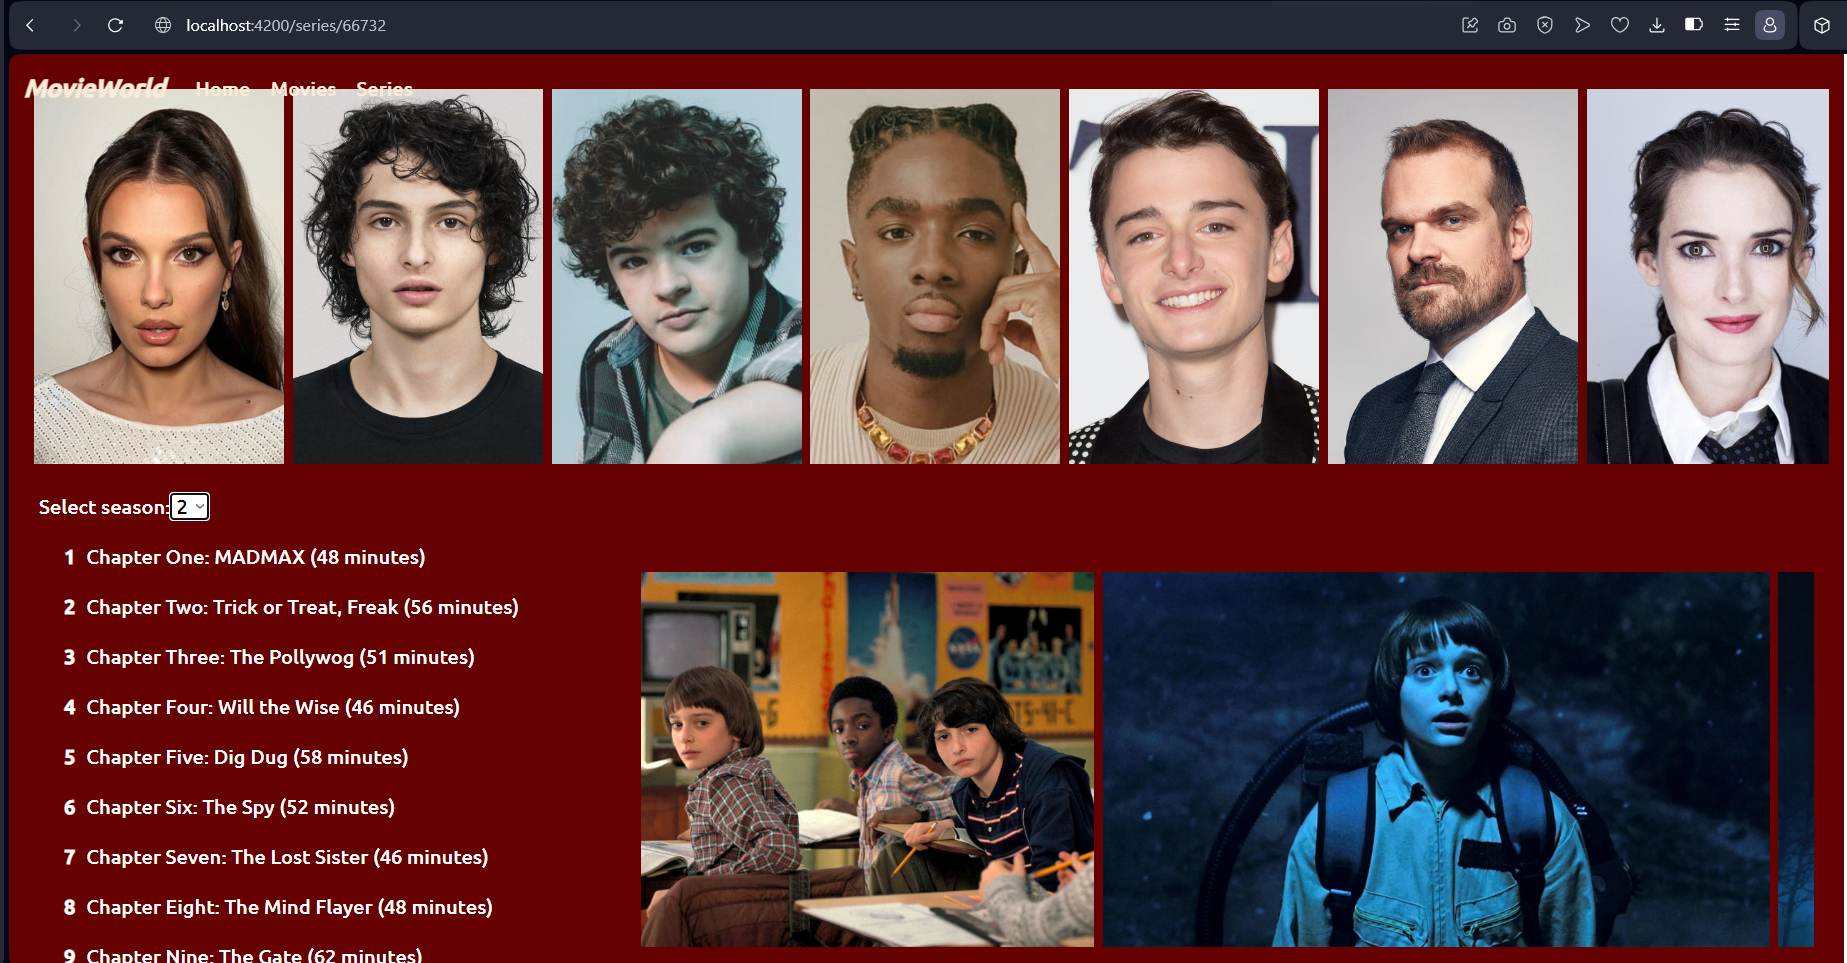 localhost:4200/series/66732
MovieWorld Home Movies Series
Select season: 2
1 Chapter One: MADMAX (48 minutes)
2 Chapter Two: Trick or Treat, Freak (56 minutes)
3 Chapter Three: The Pollywog (51 minutes)
4 Chapter Four: Will the Wise (46 minutes)
5 Chapter Five: Dig Dug (58 minutes)
6 Chapter Six: The Spy (52 minutes)
7 Chapter Seven: The Lost Sister (46 minutes)
8 Chapter Eight: The Mind Flayer (48 minutes)
9 Chapter Nine: The Gate (62 minutes)
NASA